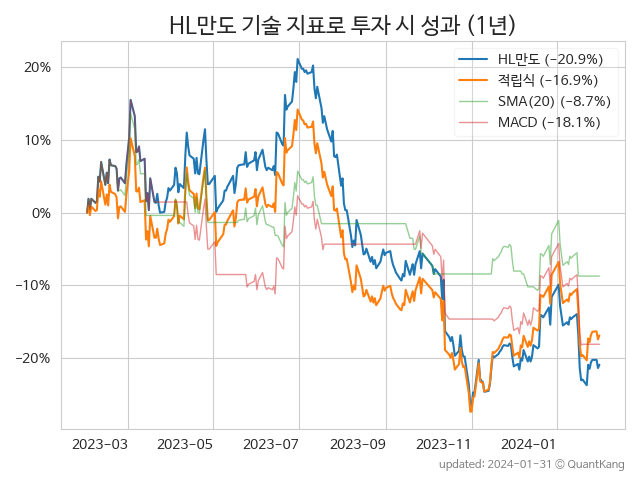 HL만도 기술 지표로 투자 시 성과 (1년)
HL만도 (−20.9%)
적립식 (−16.9%)
SMA(20) (−8.7%)
MACD (−18.1%)
20%
10%
0%
−10%
−20%
2023-03 2023-05 2023-07 2023-09 2023-11 2024-01
updated: 2024-01-31 © QuantKang